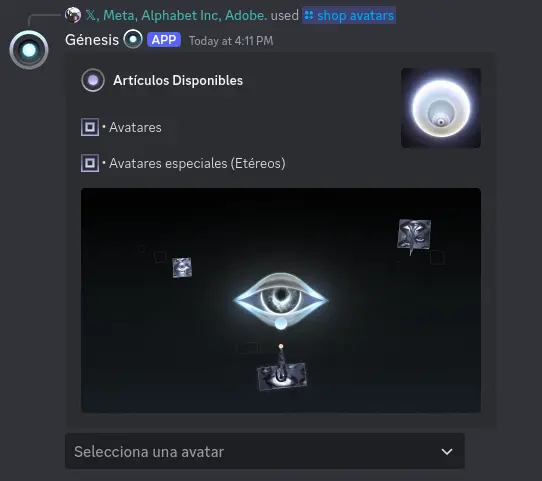 𝕏, Meta, Alphabet Inc, Adobe. used shop avatars
Génesis APP Today at 4:11 PM
Artículos Disponibles
• Avatares
• Avatares especiales (Etéreos)
Selecciona una avatar